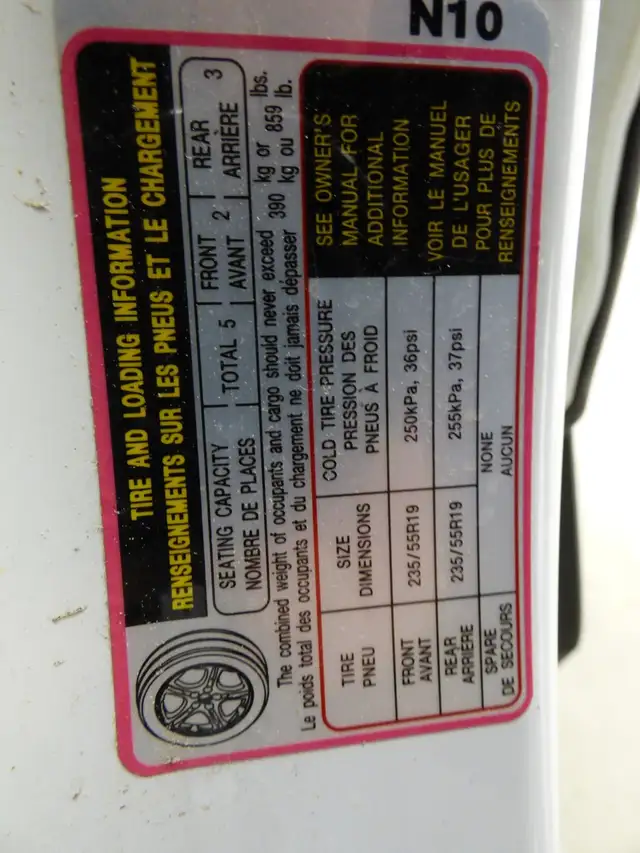 N10
TIRE AND LOADING INFORMATION
RENSEIGNEMENTS SUR LES PNEUS ET LE CHARGEMENT
SEATING CAPACITY TOTAL 5 FRONT 2 REAR 3
NOMBRE DE PLACES AVANT ARRIÈRE
The combined weight of occupants and cargo should never exceed 390 kg or 859 lbs.
Le poids total des occupants et du chargement ne doit jamais dépasser 390 kg ou 859 lb.
TIRE SIZE COLD TIRE PRESSURE SEE OWNER'S
PNEU DIMENSIONS PRESSION DES MANUAL FOR
PNEUS À FROID ADDITIONAL
FRONT 235/55R19 250kPa, 36psi INFORMATION
AVANT
REAR 235/55R19 255kPa, 37psi VOIR LE MANUEL
ARRIÈRE DE L'USAGER
SPARE NONE POUR PLUS DE
DE SECOURS AUCUN RENSEIGNEMENTS